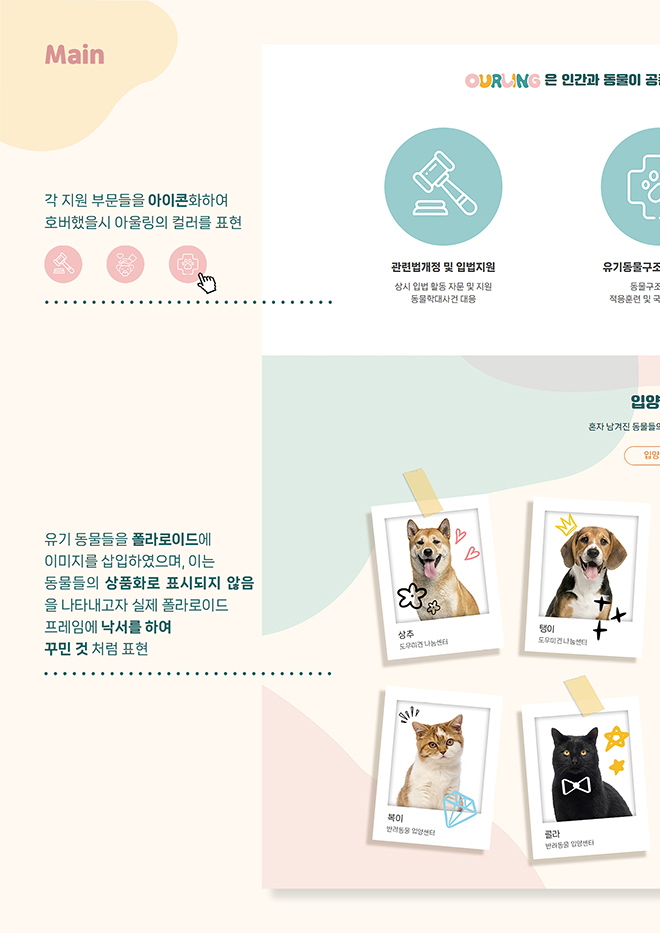 Main
OURLING 은 인간과 동물이 공
각 지원 부문들을 아이콘화하여
호버했을시 아울링의 컬러를 표현
관련법개정 및 입법지원
상시 입법 활동 자문 및 지원
동물학대사건 대응
유기동물구조
동물구조
적응훈련 및 국
입양
혼자 남겨진 동물들의
입양
유기 동물들을 폴라로이드에
이미지를 삽입하였으며, 이는
동물들의 상품화로 표시되지 않음
을 나타내고자 실제 폴라로이드
프레임에 낙서를 하여
꾸민 것 처럼 표현
상추
도우미견 나눔센터
탱이
도우미견 나눔센터
복이
반려동물 입양센터
콜라
반려동물 입양센터